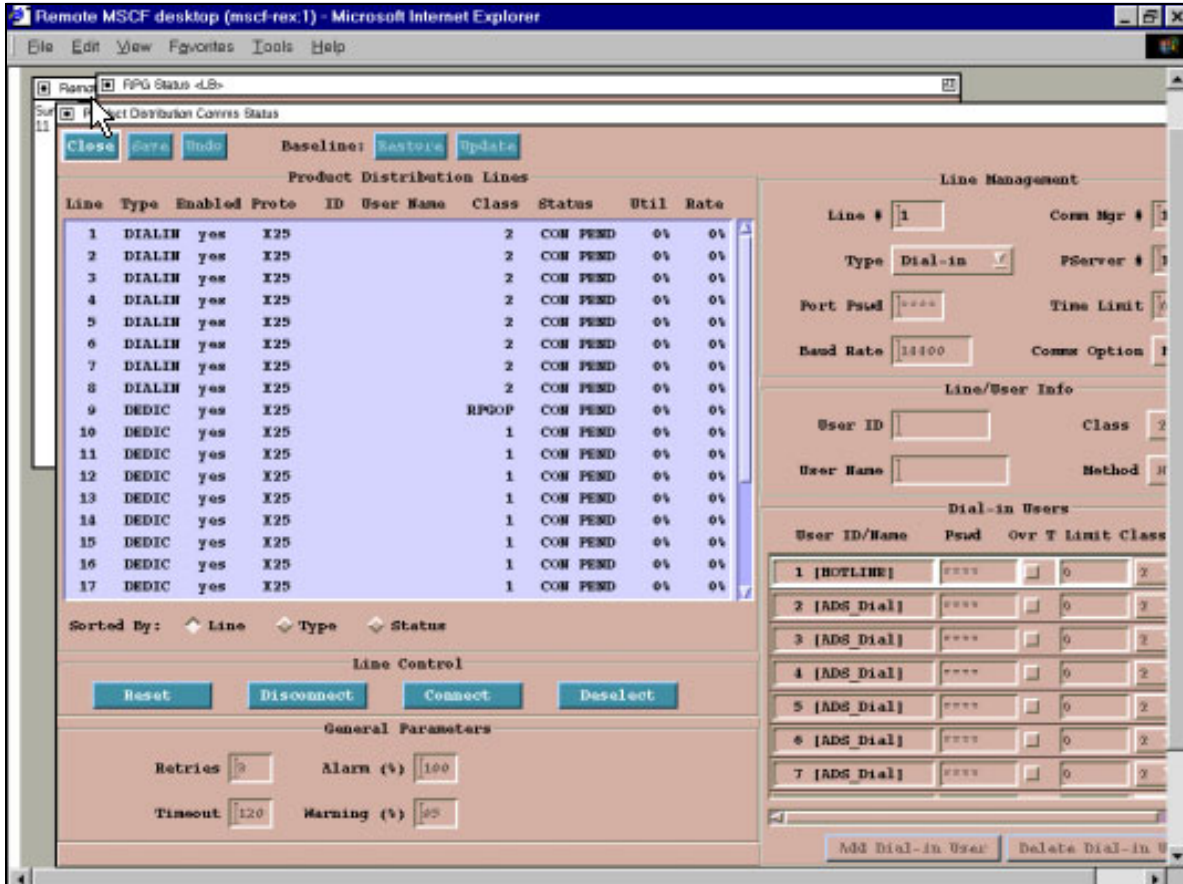 Remote MSCF desktop (mscf-rex:1) - Microsoft Internet Explorer
File Edit View Favorites Tools Help
RPG Status <LB>
Product Distribution Comms Status
11
Close Save Undo Baseline: Restore Update
Product Distribution Lines
Line Type Enabled Proto ID User Name Class Status Util Rate
1 DIALIN yes X25 2 CON PEND 0% 0%
2 DIALIN yes X25 2 CON PEND 0% 0%
3 DIALIN yes X25 2 CON PEND 0% 0%
4 DIALIN yes X25 2 CON PEND 0% 0%
5 DIALIN yes X25 2 CON PEND 0% 0%
6 DIALIN yes X25 2 CON PEND 0% 0%
7 DIALIN yes X25 2 CON PEND 0% 0%
8 DIALIN yes X25 2 CON PEND 0% 0%
9 DEDIC yes X25 RPGOP CON PEND 0% 0%
10 DEDIC yes X25 1 CON PEND 0% 0%
11 DEDIC yes X25 1 CON PEND 0% 0%
12 DEDIC yes X25 1 CON PEND 0% 0%
13 DEDIC yes X25 1 CON PEND 0% 0%
14 DEDIC yes X25 1 CON PEND 0% 0%
15 DEDIC yes X25 1 CON PEND 0% 0%
16 DEDIC yes X25 1 CON PEND 0% 0%
17 DEDIC yes X25 1 CON PEND 0% 0%
Sorted By: Line Type Status
Line Control
Reset Disconnect Connect Deselect
General Parameters
Retries 3 Alarm (%) 100
Timeout 120 Warning (%)
Line Management
Line # 1 Comm Mgr #
Type Dial-in PServer #
Port Pswd **** Time Limit
Baud Rate 14400 Comms Option
Line/User Info
User ID Class 2
User Name Method
Dial-in Users
User ID/Name Pswd Ovr T Limit Class
1 [HOTLINE] **** 0 2
2 [ADS_Dial] **** 0 2
3 [ADS_Dial] **** 0 2
4 [ADS_Dial] **** 0 2
5 [ADS_Dial] **** 0 2
6 [ADS_Dial] **** 0 2
7 [ADS_Dial] **** 0 2
Add Dial-in User Delete Dial-in